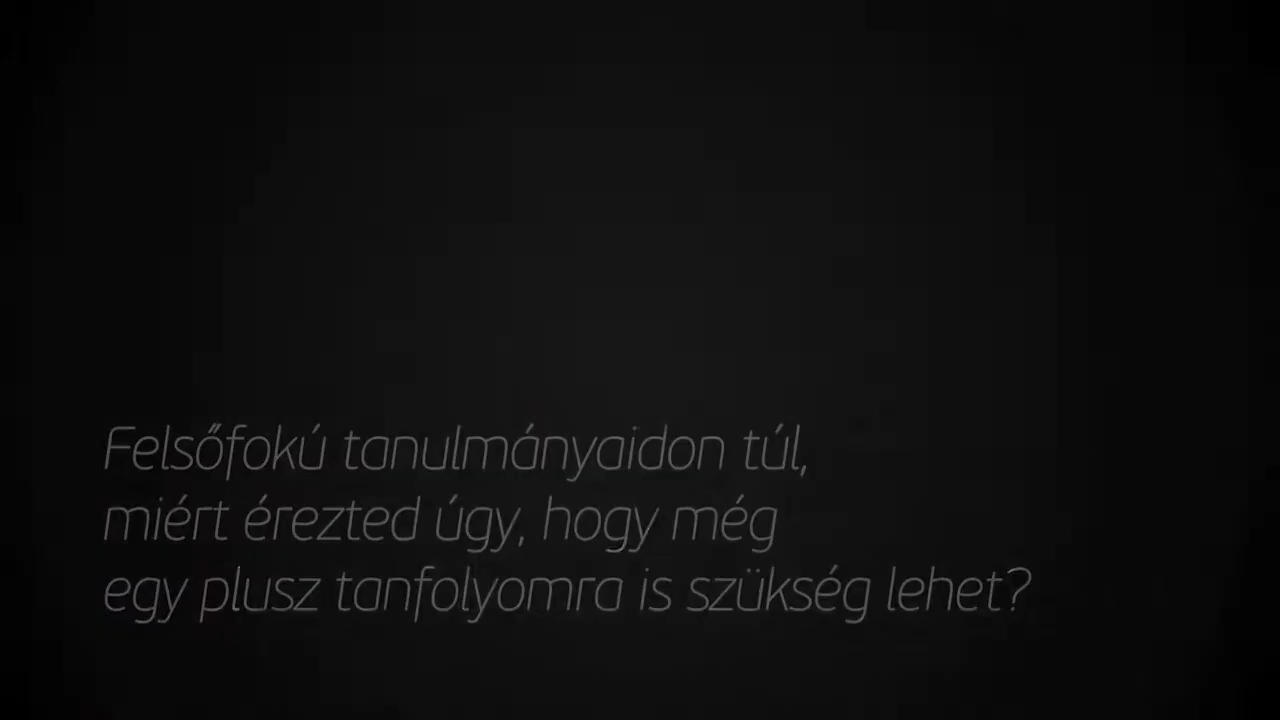 Felsőfokú tanulmányaidon túl,
miért érezted úgy, hogy még
egy plusz tanfolyomra is szükség lehet?